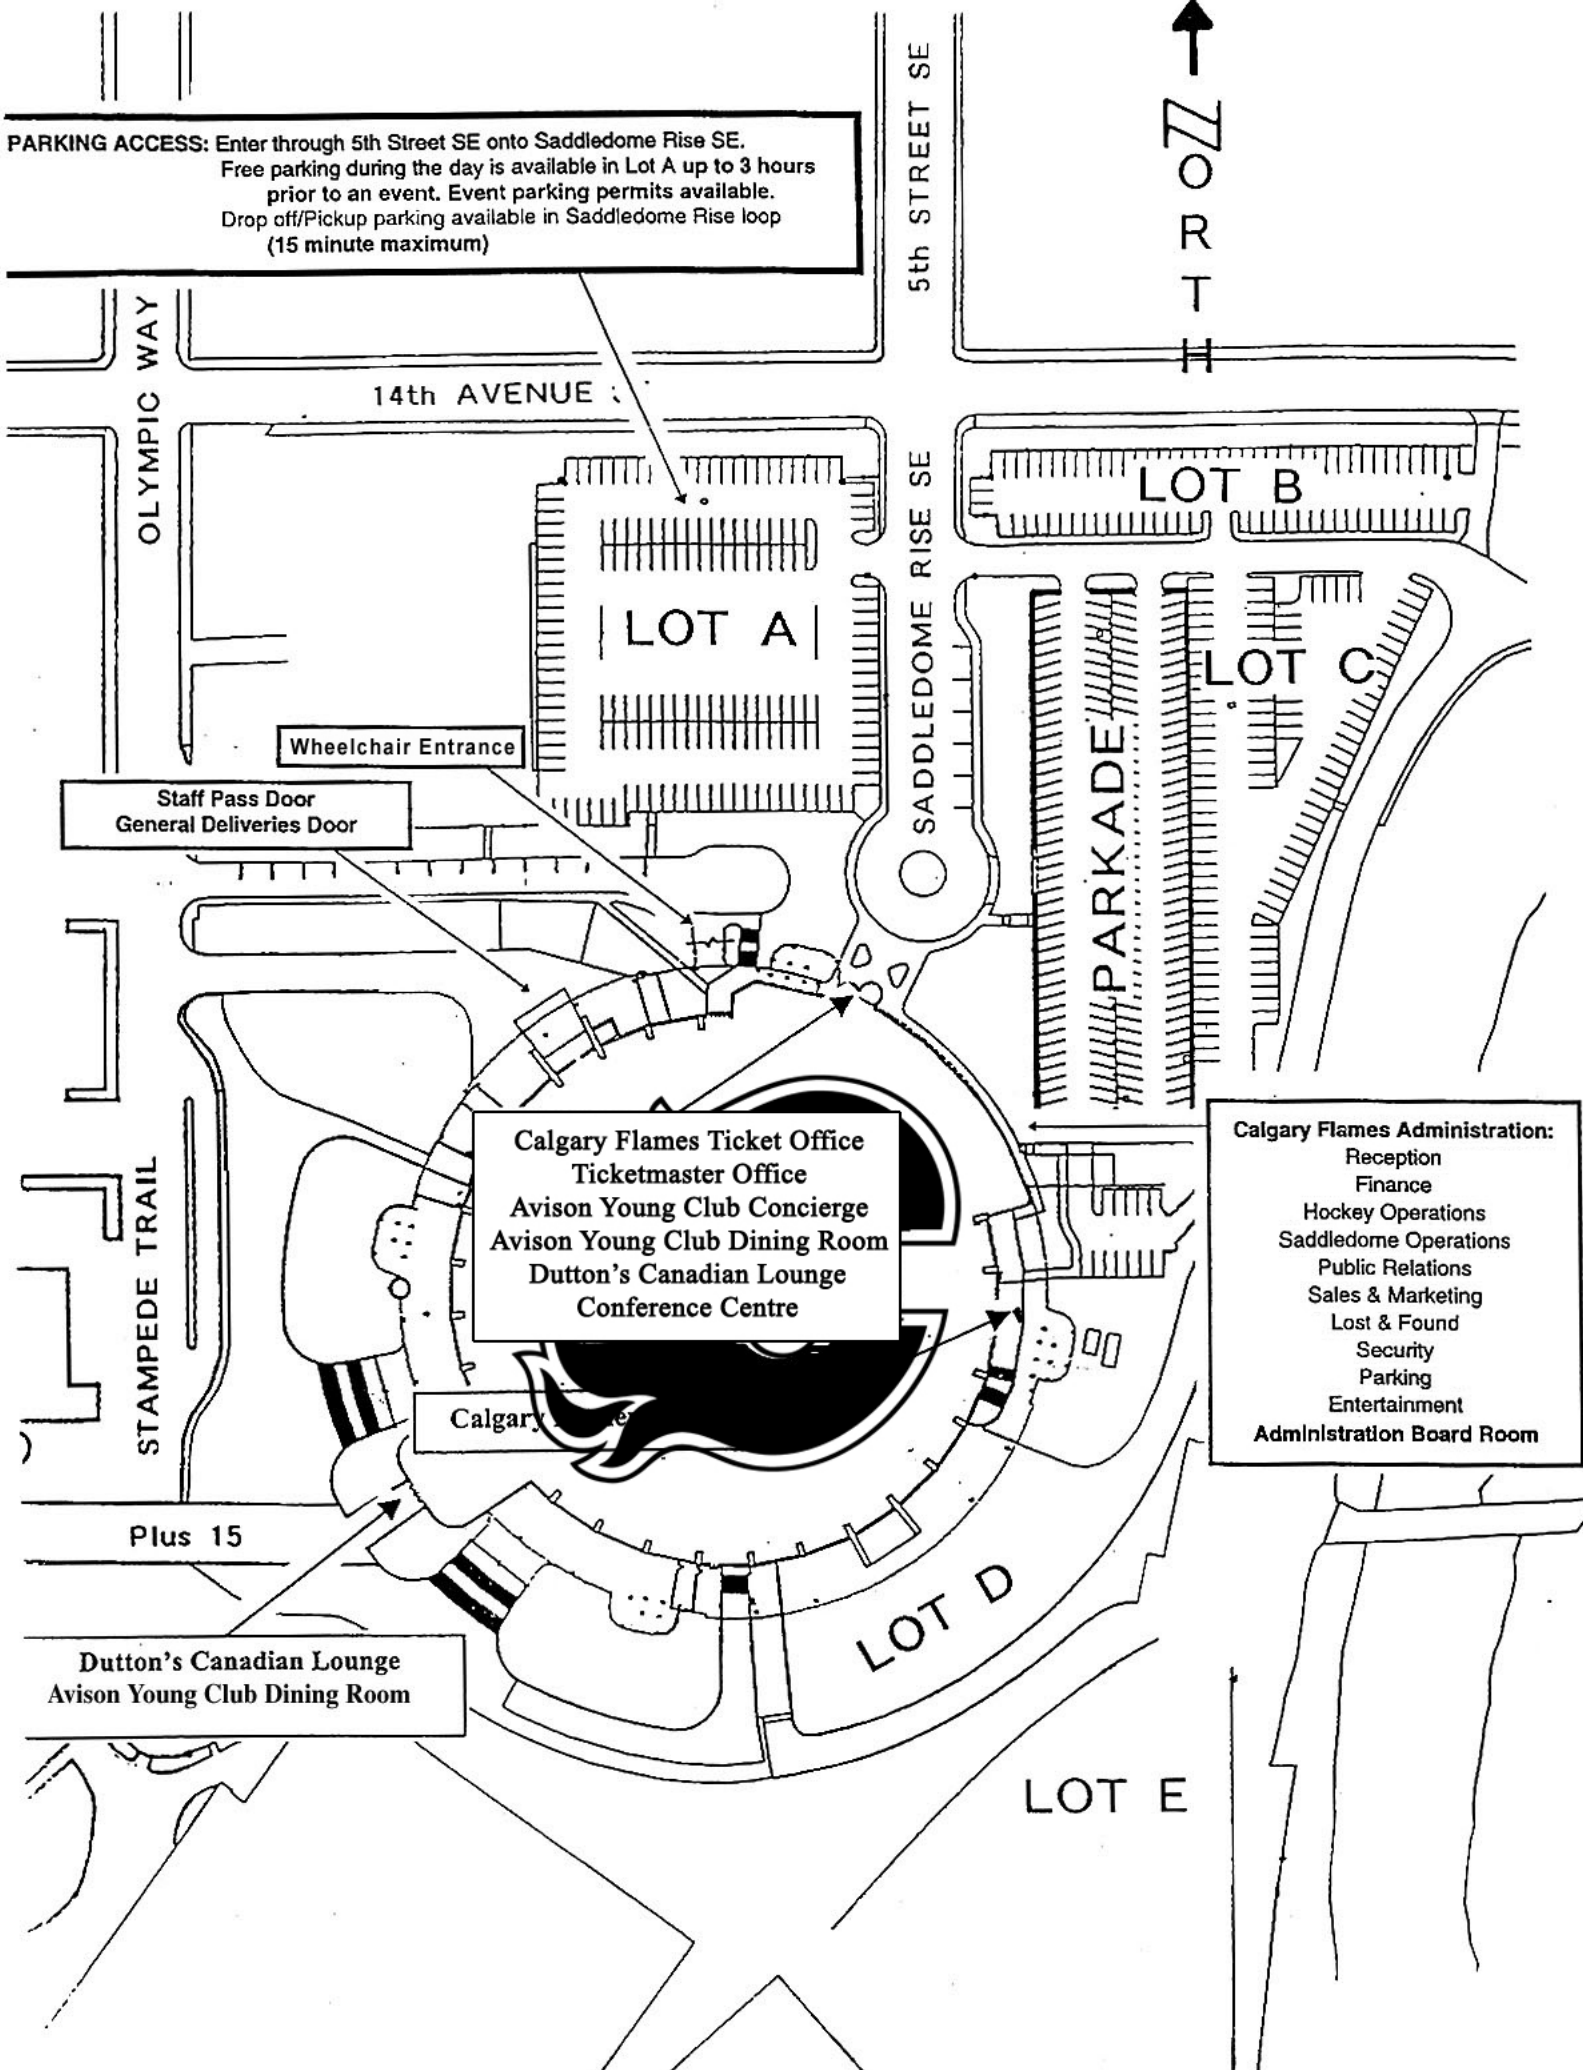 NORTH
5th STREET SE
PARKING ACCESS: Enter through 5th Street SE onto Saddledome Rise SE.
Free parking during the day is available in Lot A up to 3 hours
prior to an event. Event parking permits available.
Drop off/Pickup parking available in Saddledome Rise loop
(15 minute maximum)
OLYMPIC WAY
14th AVENUE
SADDLEDOME RISE SE
LOT B
LOT A
LOT C
PARKADE
Wheelchair Entrance
Staff Pass Door
General Deliveries Door
Calgary Flames Ticket Office
Ticketmaster Office
Avison Young Club Concierge
Avison Young Club Dining Room
Dutton's Canadian Lounge
Conference Centre
Calgary Flames Administration:
Reception
Finance
Hockey Operations
Saddledome Operations
Public Relations
Sales & Marketing
Lost & Found
Security
Parking
Entertainment
Administration Board Room
STAMPEDE TRAIL
Calgary
Plus 15
LOT D
Dutton's Canadian Lounge
Avison Young Club Dining Room
LOT E